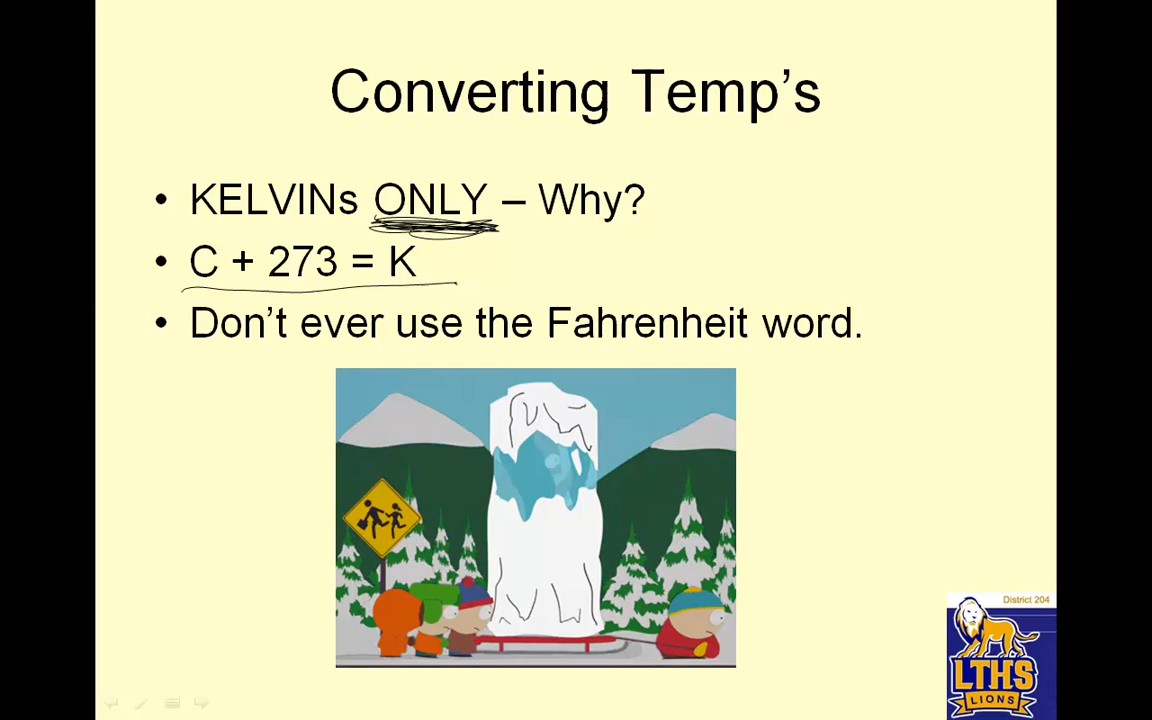 Converting Temp's
• KELVINs ONLY – Why?
• C + 273 = K
• Don't ever use the Fahrenheit word.
District 204
LTHS
LIONS